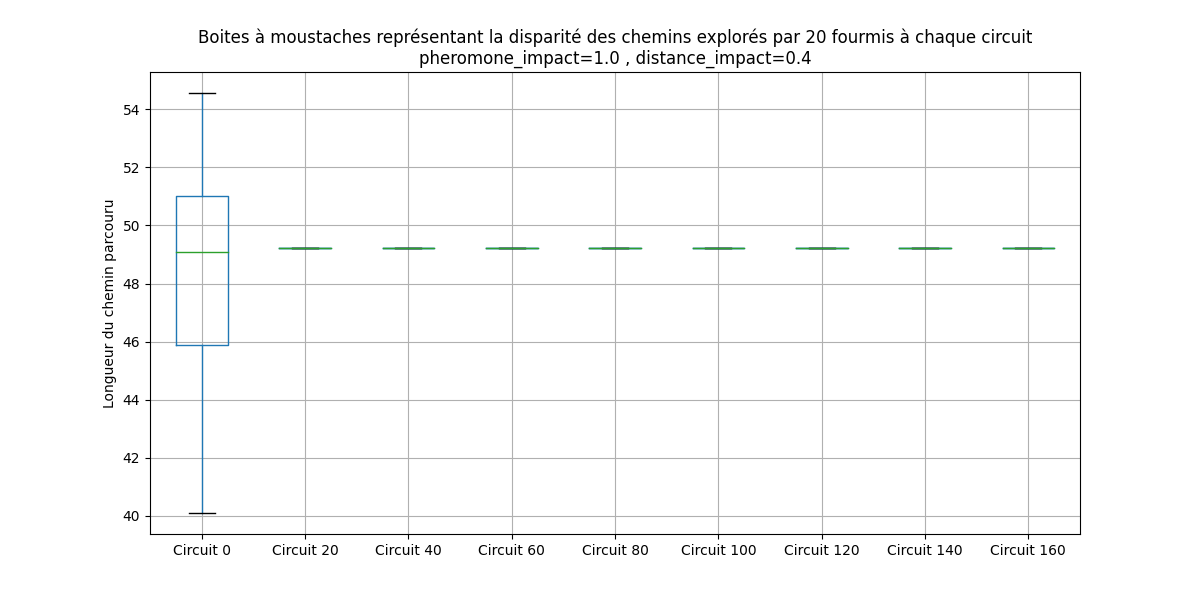 Boites à moustaches représentant la disparité des chemins explorés par 20 fourmis à chaque circuit
pheromone_impact=1.0 , distance_impact=0.4
Longueur du chemin parcouru
54
52
50
48
46
44
42
40
Circuit 0 Circuit 20 Circuit 40 Circuit 60 Circuit 80 Circuit 100 Circuit 120 Circuit 140 Circuit 160